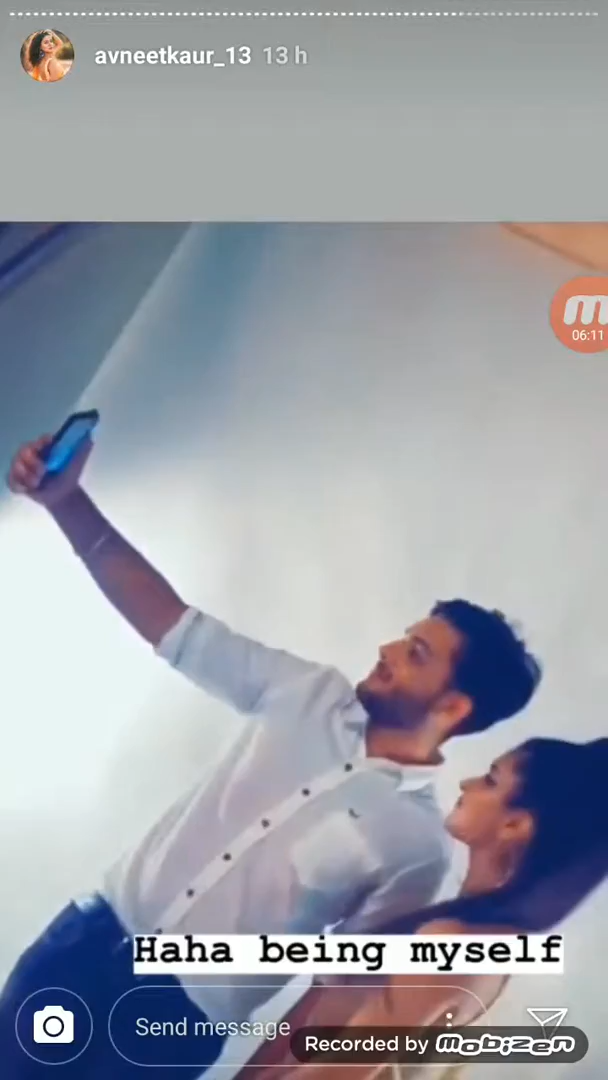 avneetkaur_13 13 h
06:11
Haha being myself
Send message
Recorded by mobizen